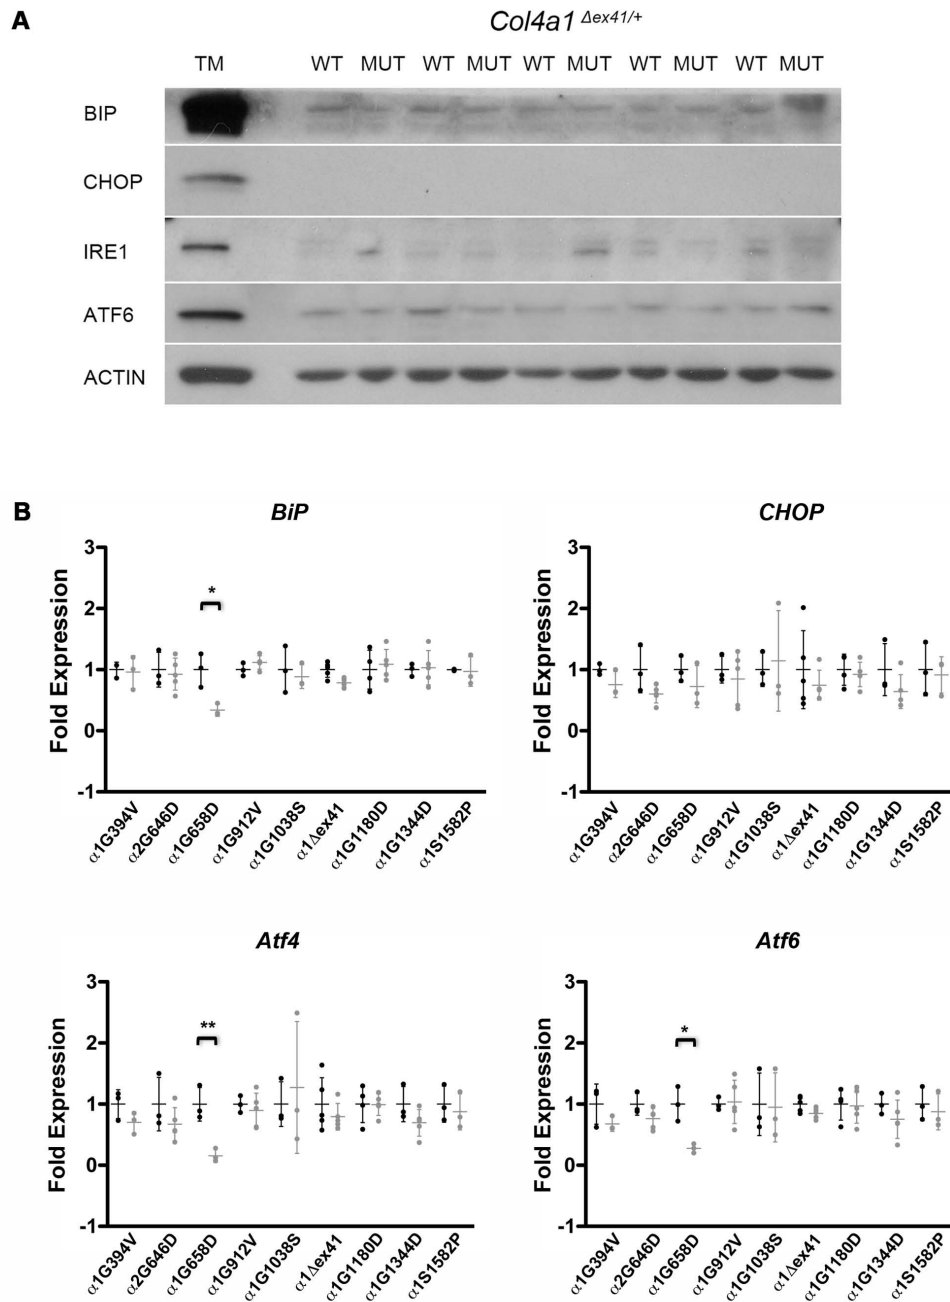 A
Col4a1 Δex41/+
TM WT MUT WT MUT WT MUT WT MUT WT MUT
BIP
CHOP
IRE1
ATF6
ACTIN
B
BiP
Fold Expression
3
2
1
0
-1
*
α1G394V α2G646D α1G658D α1G912V α1G1038S α1Δex41 α1G1180D α1G1344D α1S1582P
CHOP
Fold Expression
3
2
1
0
-1
α1G394V α2G646D α1G658D α1G912V α1G1038S α1Δex41 α1G1180D α1G1344D α1S1582P
Atf4
Fold Expression
3
2
1
0
-1
**
α1G394V α2G646D α1G658D α1G912V α1G1038S α1Δex41 α1G1180D α1G1344D α1S1582P
Atf6
Fold Expression
3
2
1
0
-1
*
α1G394V α2G646D α1G658D α1G912V α1G1038S α1Δex41 α1G1180D α1G1344D α1S1582P